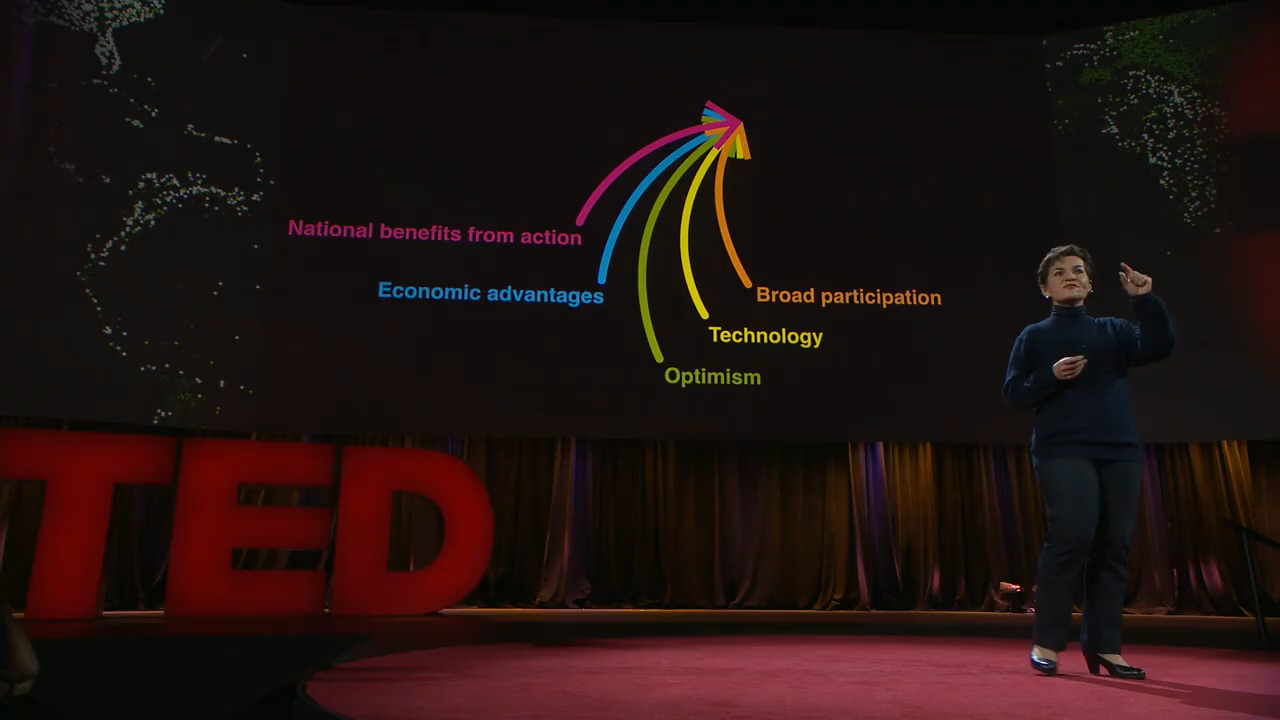 National benefits from action
Economic advantages
Broad participation
Technology
Optimism
TED